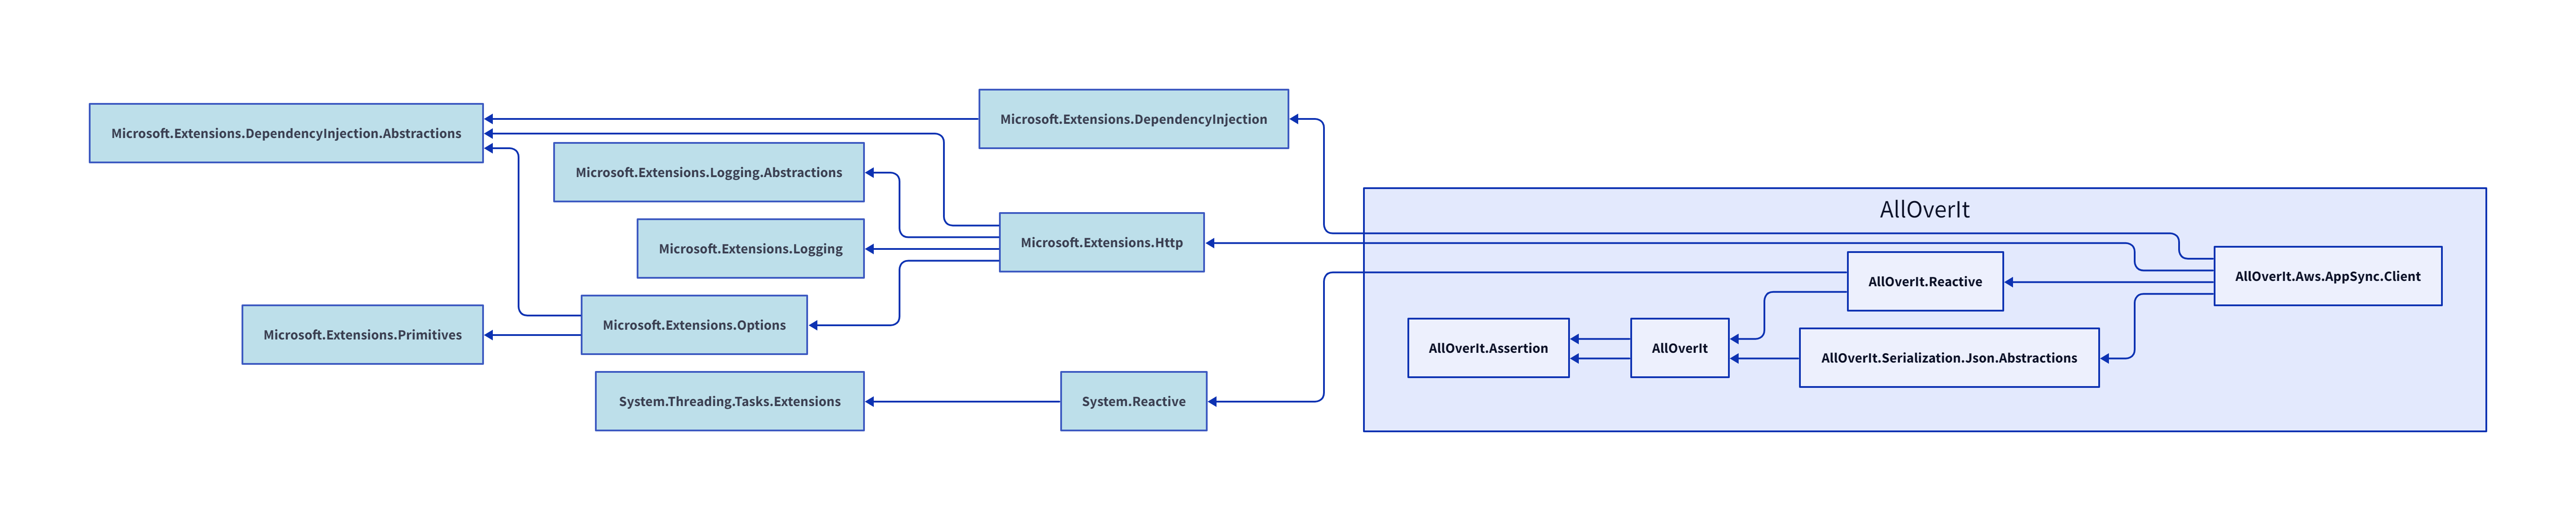 Microsoft.Extensions.DependencyInjection.Abstractions
Microsoft.Extensions.DependencyInjection
Microsoft.Extensions.Logging.Abstractions
Microsoft.Extensions.Logging
Microsoft.Extensions.Http
Microsoft.Extensions.Primitives
Microsoft.Extensions.Options
System.Threading.Tasks.Extensions
System.Reactive
AllOverIt
AllOverIt.Reactive
AllOverIt.Aws.AppSync.Client
AllOverIt.Assertion
AllOverIt
AllOverIt.Serialization.Json.Abstractions